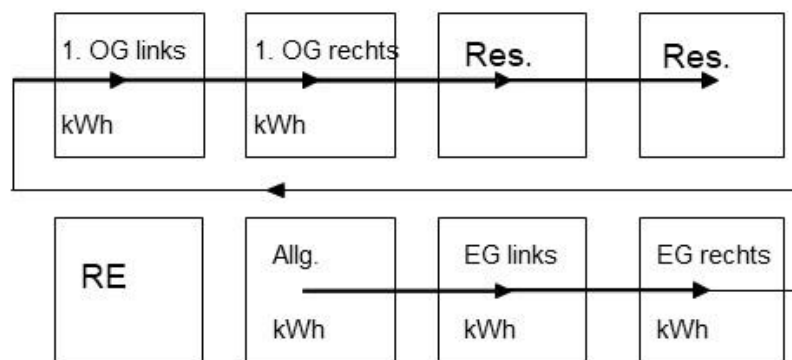 1. OG links
1. OG rechts
Res.
Res.
kWh
kWh
RE
Allg.
EG links
EG rechts
kWh
kWh
kWh